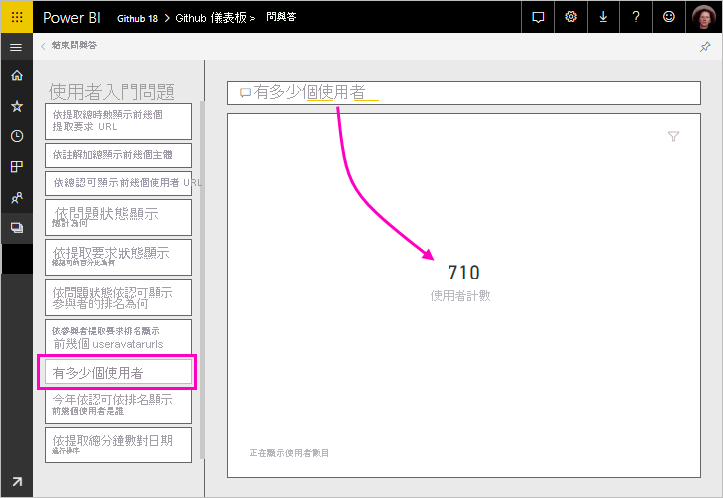 Power BI Github 18 > Github 儀表板 > 問與答 ?
< 結束問與答
使用者入門問題
依提取總時數顯示前幾個
提取要求 URL
依註解加總顯示前幾個主體
依總認可顯示前幾個使用者 URL
依問題狀態顯示
總計為何
依提取要求狀態顯示
總認可的百分比為何
依問題狀態依認可顯示
參與者的排名為何
依參與者提取要求排名顯示
前幾個 useravatarurls
有多少個使用者
今年依認可依排名顯示
前幾個使用者是誰
依提取總分鐘數對日期
進行排序
有多少個使用者
710
使用者計數
正在顯示使用者數目